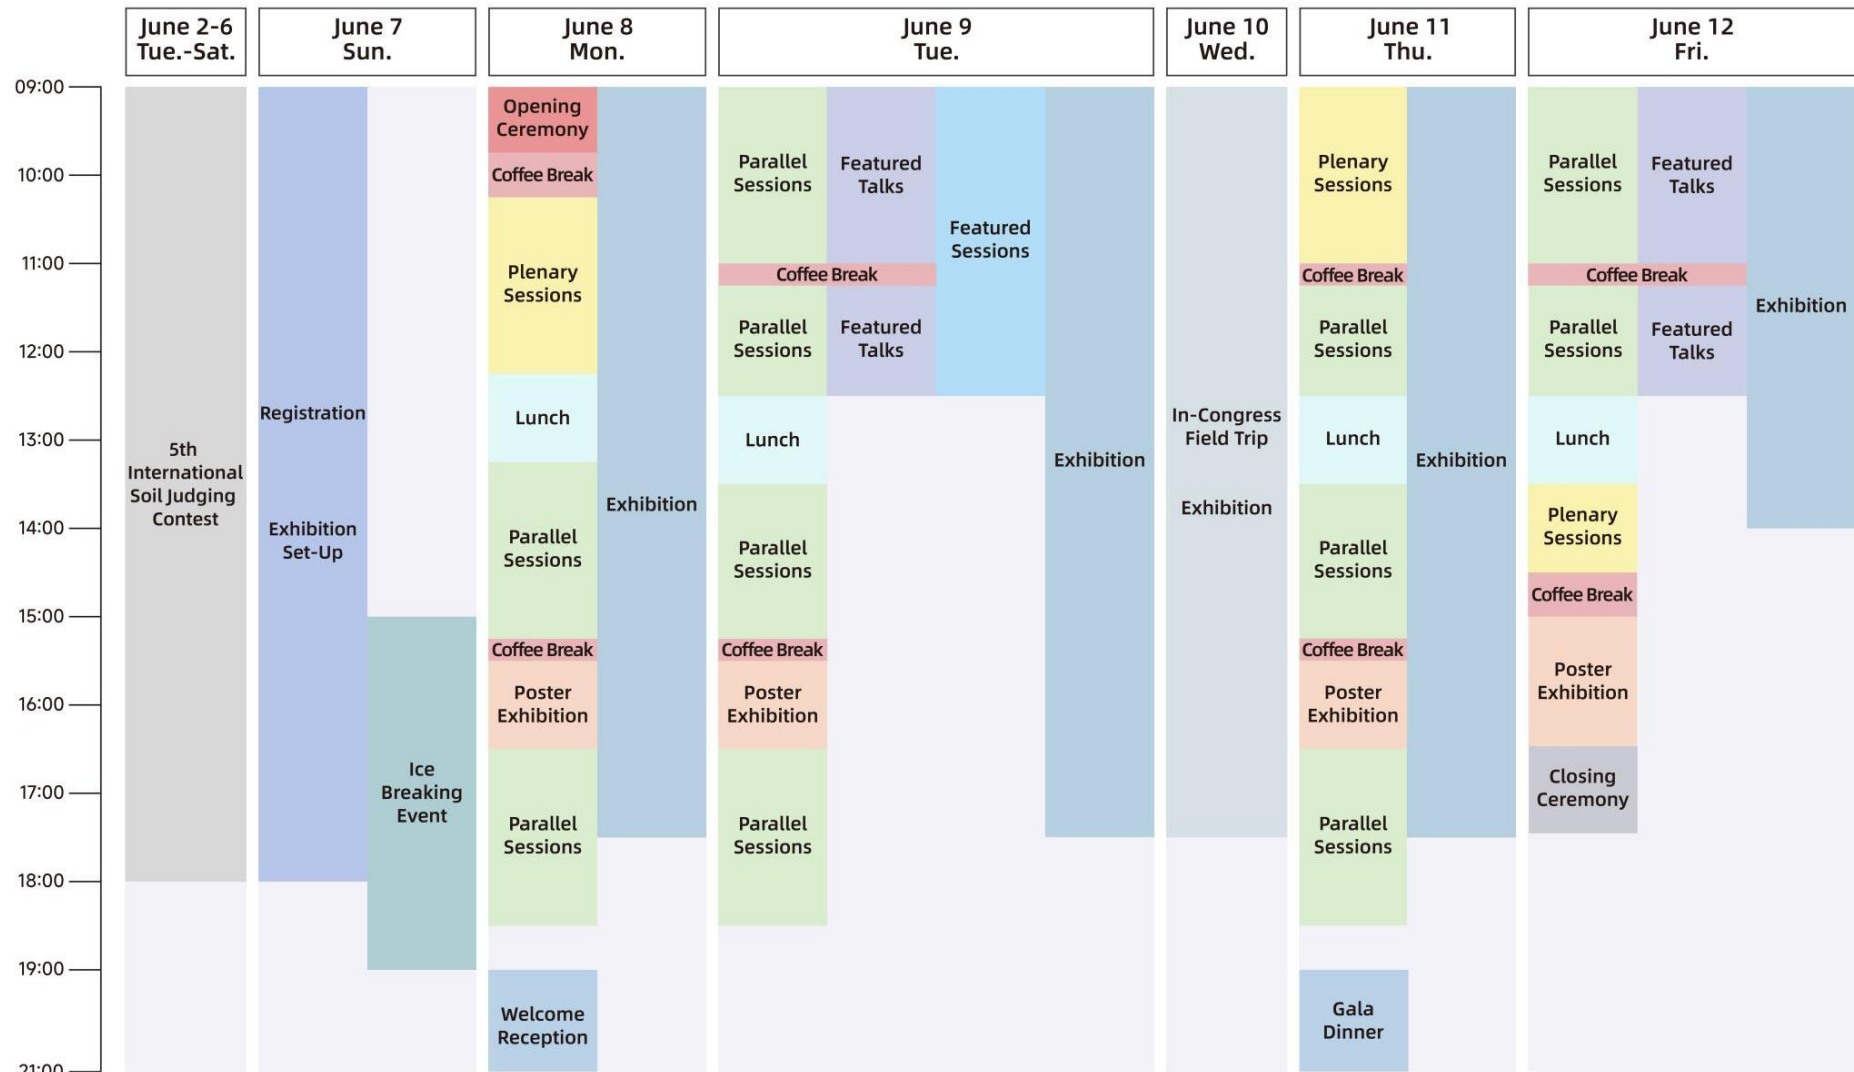 June 2-6
Tue.-Sat.
June 7
Sun.
June 8
Mon.
June 9
Tue.
June 10
Wed.
June 11
Thu.
June 12
Fri.
09:00
10:00
11:00
12:00
13:00
14:00
15:00
16:00
17:00
18:00
19:00
21:00
5th
International
Soil Judging
Contest
Registration
Exhibition
Set-Up
Ice
Breaking
Event
Opening
Ceremony
Coffee Break
Plenary
Sessions
Lunch
Parallel
Sessions
Coffee Break
Poster
Exhibition
Parallel
Sessions
Welcome
Reception
Exhibition
Parallel
Sessions
Featured
Talks
Featured
Sessions
Coffee Break
Parallel
Sessions
Featured
Talks
Lunch
Parallel
Sessions
Coffee Break
Poster
Exhibition
Parallel
Sessions
Exhibition
In-Congress
Field Trip
Exhibition
Plenary
Sessions
Coffee Break
Parallel
Sessions
Lunch
Parallel
Sessions
Coffee Break
Poster
Exhibition
Parallel
Sessions
Gala
Dinner
Exhibition
Parallel
Sessions
Featured
Talks
Coffee Break
Parallel
Sessions
Featured
Talks
Lunch
Plenary
Sessions
Coffee Break
Poster
Exhibition
Closing
Ceremony
Exhibition